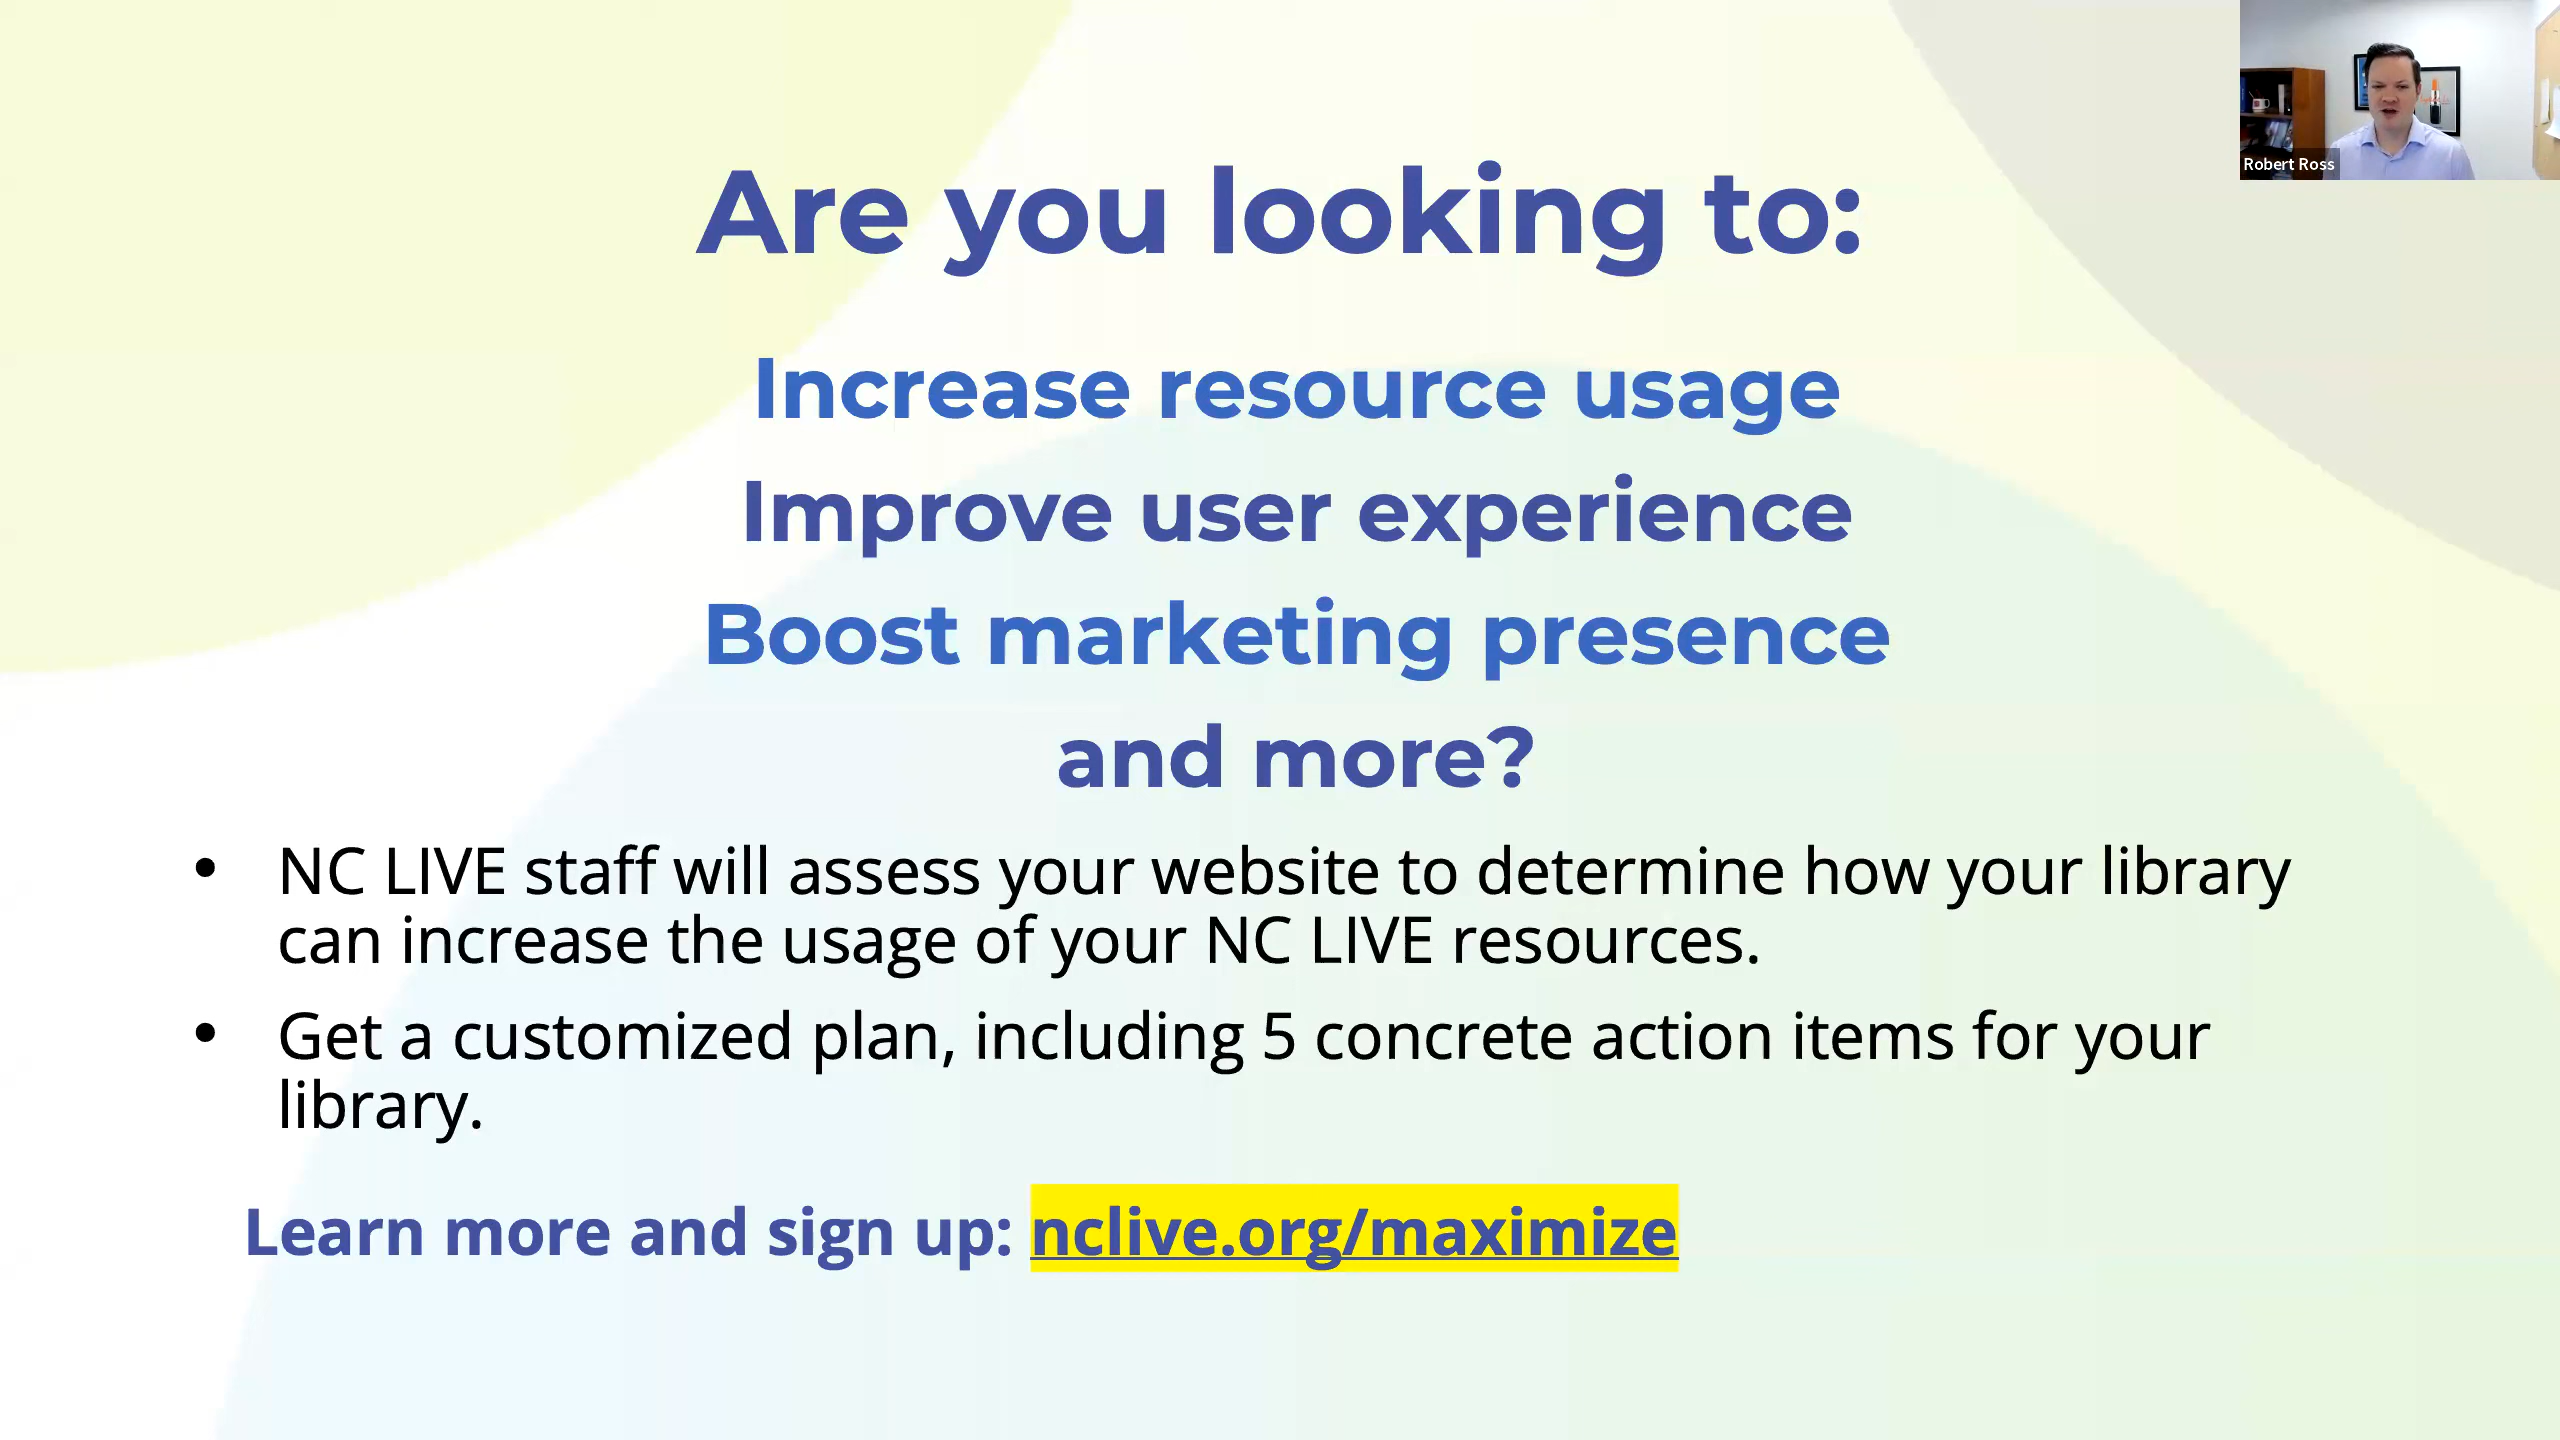 Robert Ross
Are you looking to:
Increase resource usage
Improve user experience
Boost marketing presence
and more?
• NC LIVE staff will assess your website to determine how your library
can increase the usage of your NC LIVE resources.
• Get a customized plan, including 5 concrete action items for your
library.
Learn more and sign up: nclive.org/maximize